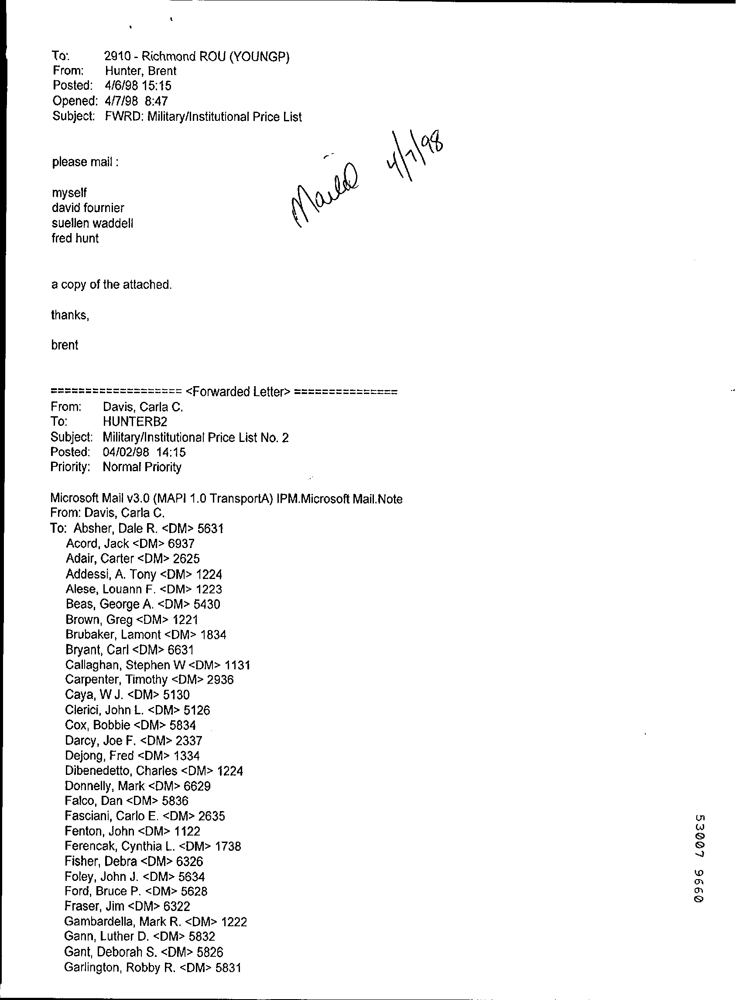 To: 2910 - Richmond ROU (YOUNGP)
From: Hunter, Brent
Posted: 4/6/98 15:15
Opened: 4/7/98 8:47
Subject: FWRD: Military/Institutional Price List
Mailed 4/7/98
please mail :
myself
david fournier
suellen waddell
fred hunt
a copy of the attached.
thanks,
brent
=================== <Forwarded Letter> ===============
From: Davis, Carla C.
To: HUNTERB2
Subject: Military/Institutional Price List No. 2
Posted: 04/02/98 14:15
Priority: Normal Priority
Microsoft Mail v3.0 (MAPI 1.0 TransportA) IPM.Microsoft Mail.Note
From: Davis, Carla C.
To: Absher, Dale R. <DM> 5631
Acord, Jack <DM> 6937
Adair, Carter <DM> 2625
Addessi, A. Tony <DM> 1224
Alese, Louann F. <DM> 1223
Beas, George A. <DM> 5430
Brown, Greg <DM> 1221
Brubaker, Lamont <DM> 1834
Bryant, Carl <DM> 6631
Callaghan, Stephen W <DM> 1131
Carpenter, Timothy <DM> 2936
Caya, W J. <DM> 5130
Clerici, John L. <DM> 5126
Cox, Bobbie <DM> 5834
Darcy, Joe F. <DM> 2337
Dejong, Fred <DM> 1334
Dibenedetto, Charles <DM> 1224
Donnelly, Mark <DM> 6629
Falco, Dan <DM> 5836
Fasciani, Carlo E. <DM> 2635
Fenton, John <DM> 1122
Ferencak, Cynthia L. <DM> 1738
Fisher, Debra <DM> 6326
Foley, John J. <DM> 5634
Ford, Bruce P. <DM> 5628
Fraser, Jim <DM> 6322
Gambardella, Mark R. <DM> 1222
Gann, Luther D. <DM> 5832
Gant, Deborah S. <DM> 5826
Garlington, Robby R. <DM> 5831
53007 9660